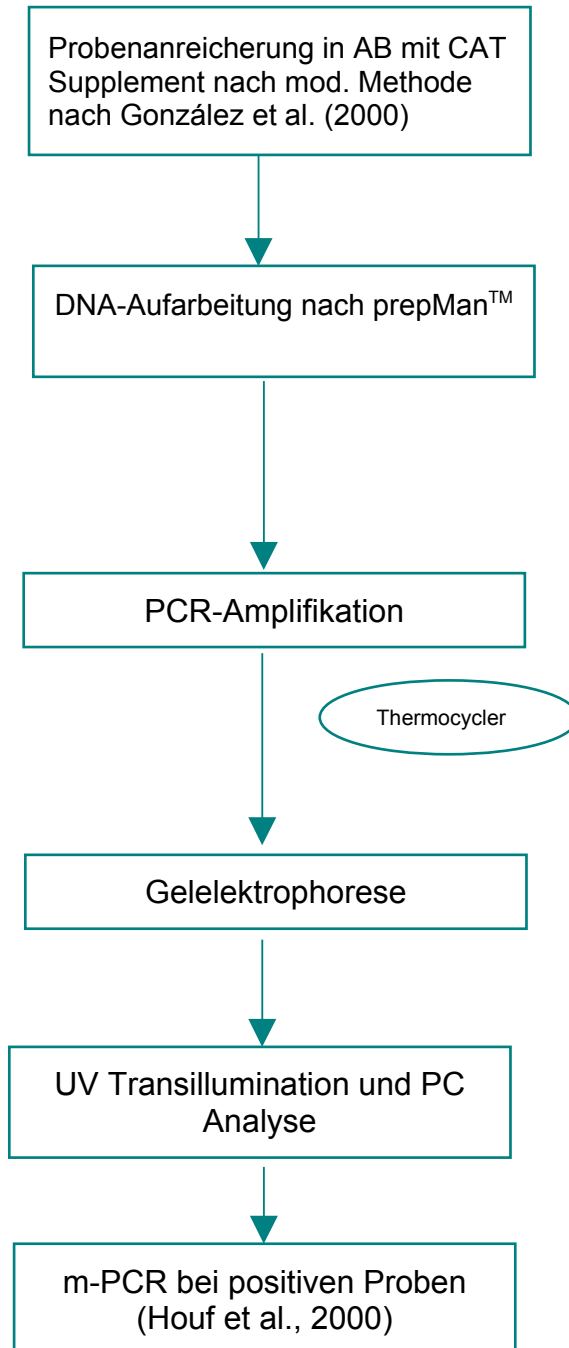 Probenanreicherung in AB mit CAT
Supplement nach mod. Methode
nach González et al. (2000)
DNA-Aufarbeitung nach prepMan™
PCR-Amplifikation
Thermocycler
Gelelektrophorese
UV Transillumination und PC
Analyse
m-PCR bei positiven Proben
(Houf et al., 2000)